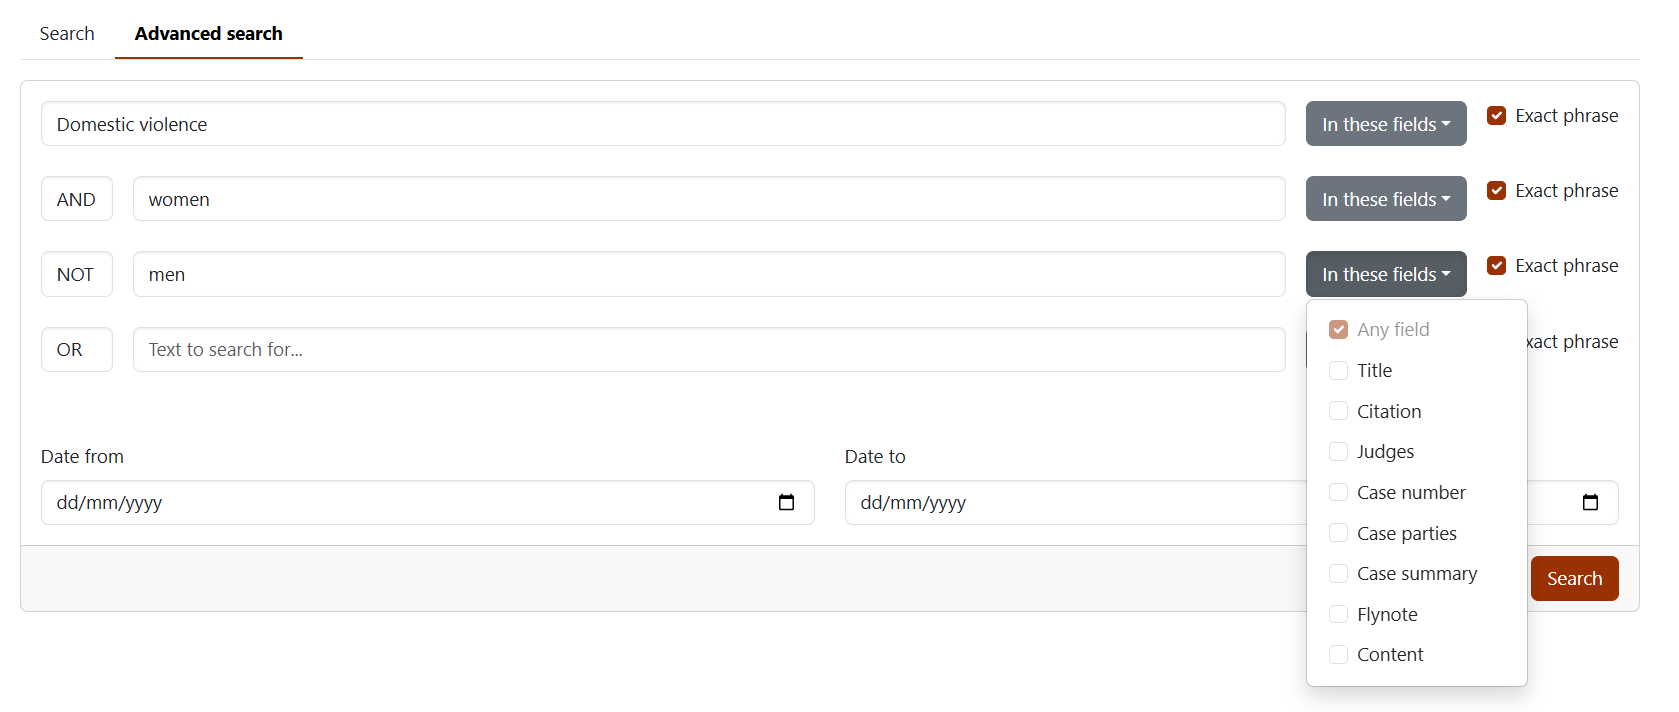 Search Advanced search
Domestic violence In these fields Exact phrase
AND women In these fields Exact phrase
NOT men In these fields Exact phrase
OR Text to search for... xact phrase
Any field
Title
Citation
Judges
Case number
Case parties
Case summary
Flynote
Content
Date from Date to
dd/mm/yyyy dd/mm/yyyy
Search